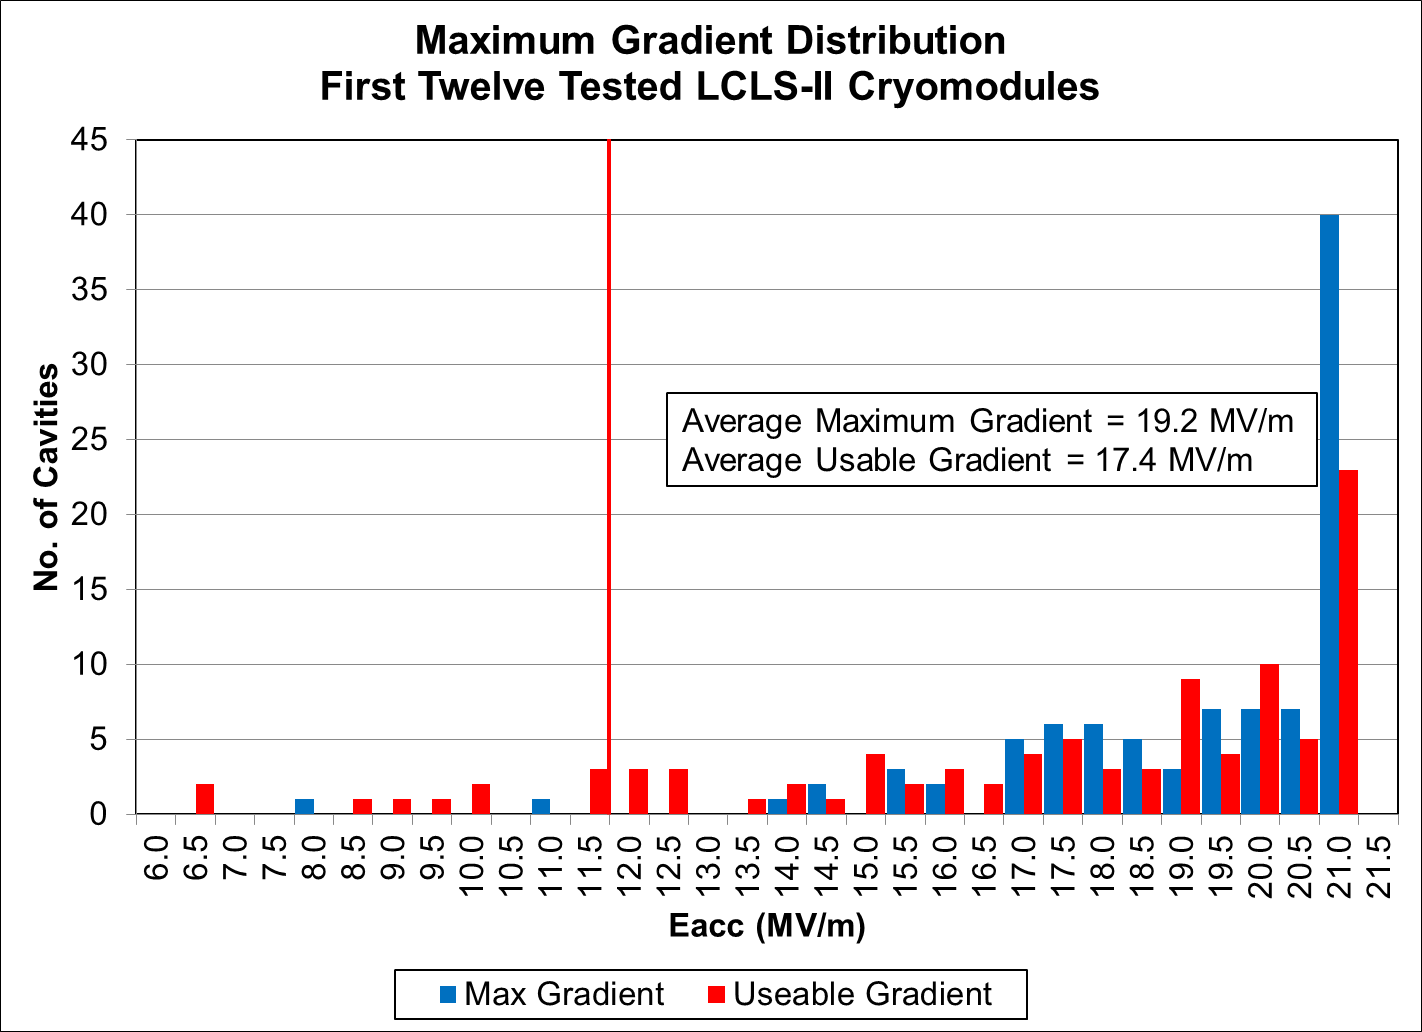 Maximum Gradient Distribution
First Twelve Tested LCLS-II Cryomodules
45
40
35
30
25
20
15
10
5
0
No. of Cavities
Average Maximum Gradient = 19.2 MV/m
Average Usable Gradient = 17.4 MV/m
6.0 6.5 7.0 7.5 8.0 8.5 9.0 9.5 10.0 10.5 11.0 11.5 12.0 12.5 13.0 13.5 14.0 14.5 15.0 15.5 16.0 16.5 17.0 17.5 18.0 18.5 19.0 19.5 20.0 20.5 21.0 21.5
Eacc (MV/m)
Max Gradient Useable Gradient